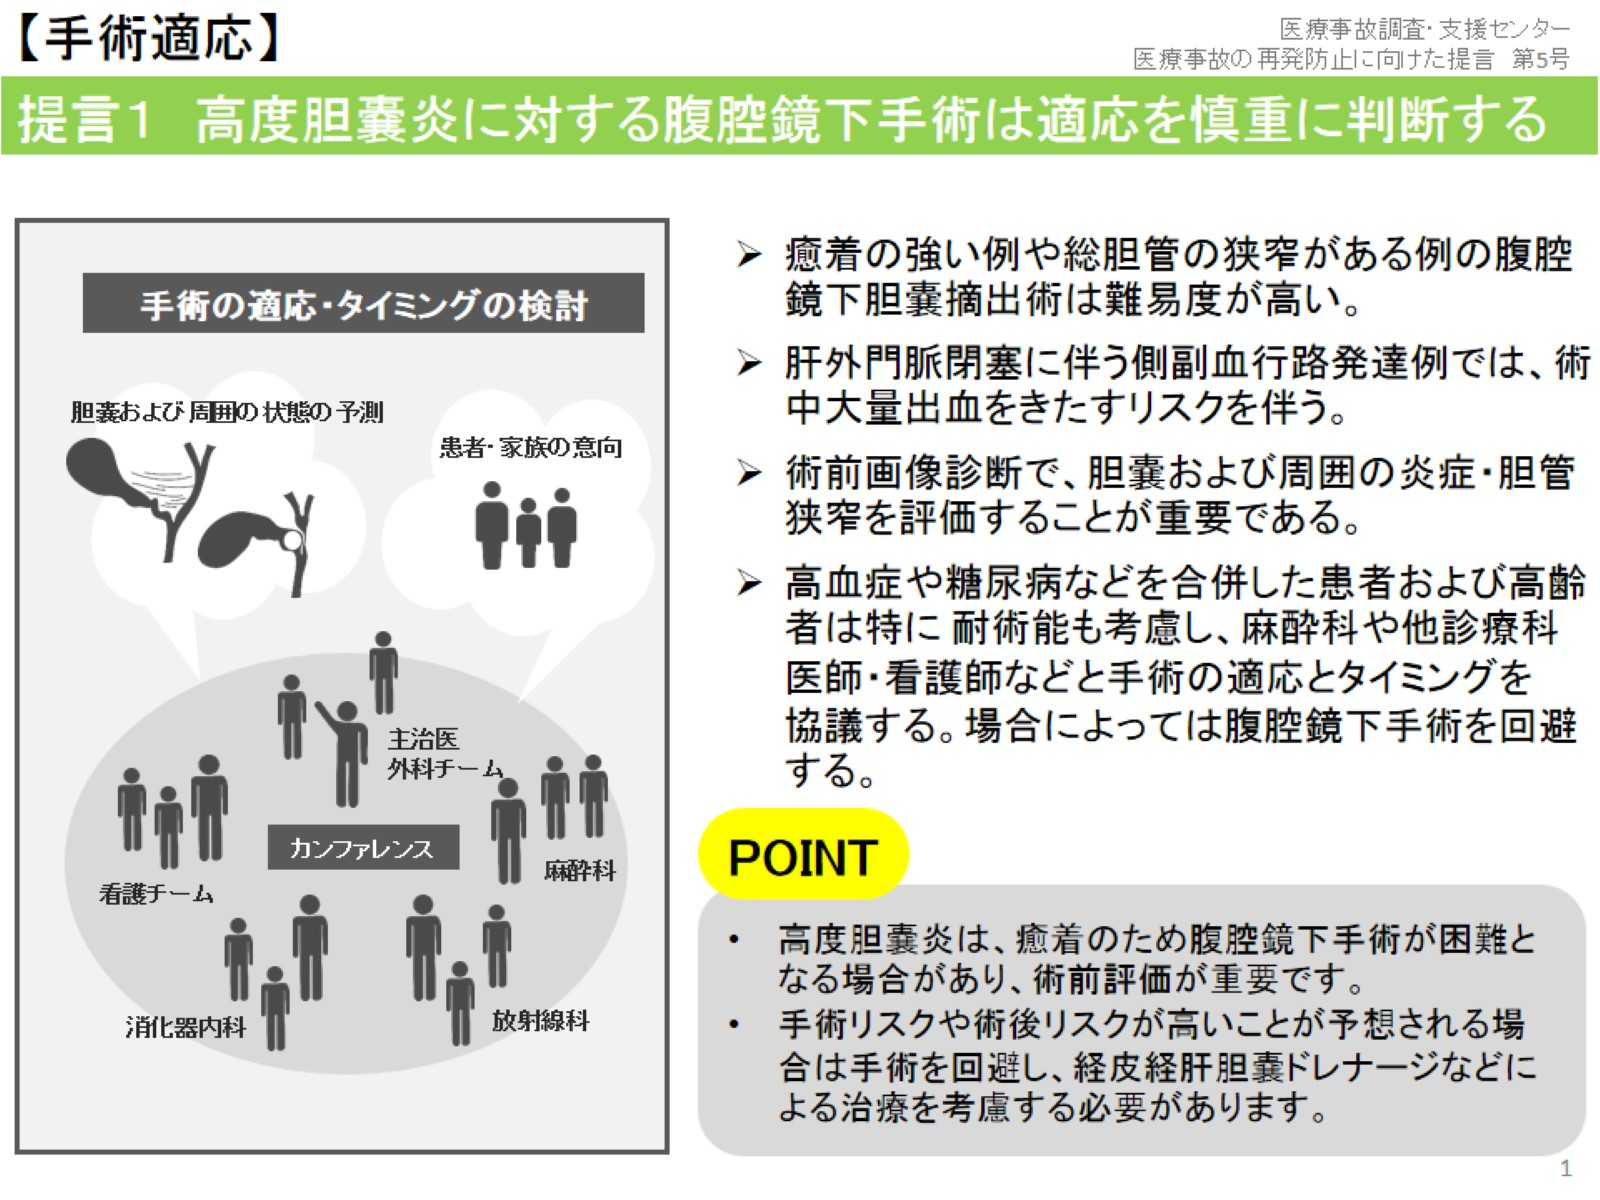 【手術適応】
医療事故調査・支援センター
医療事故の再発防止に向けた提言 第5号
提言1 高度胆嚢炎に対する腹腔鏡下手術は適応を慎重に判断する
手術の適応・タイミングの検討
胆嚢および周囲の状態の予測
患者・家族の意向
主治医
外科チーム
カンファレンス
看護チーム
麻酔科
消化器内科
放射線科
➢ 癒着の強い例や総胆管の狭窄がある例の腹腔
鏡下胆嚢摘出術は難易度が高い。
➢ 肝外門脈閉塞に伴う側副血行路発達例では、術
中大量出血をきたすリスクを伴う。
➢ 術前画像診断で、胆嚢および周囲の炎症・胆管
狭窄を評価することが重要である。
➢ 高血症や糖尿病などを合併した患者および高齢
者は特に 耐術能も考慮し、麻酔科や他診療科
医師・看護師などと手術の適応とタイミングを
協議する。場合によっては腹腔鏡下手術を回避
する。
POINT
• 高度胆嚢炎は、癒着のため腹腔鏡下手術が困難と
なる場合があり、術前評価が重要です。
• 手術リスクや術後リスクが高いことが予想される場
合は手術を回避し、経皮経肝胆嚢ドレナージなどに
よる治療を考慮する必要があります。
1